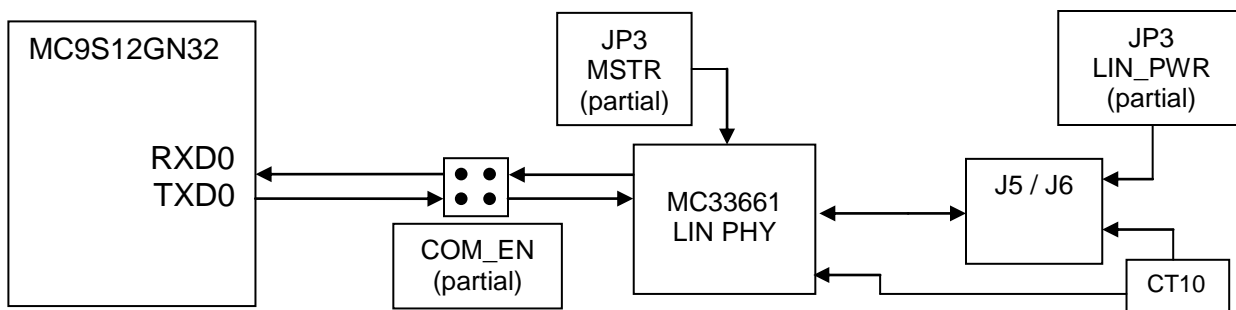 MC9S12GN32
RXD0
TXD0
COM_EN
(partial)
JP3
MSTR
(partial)
MC33661
LIN PHY
JP3
LIN_PWR
(partial)
J5 / J6
CT10